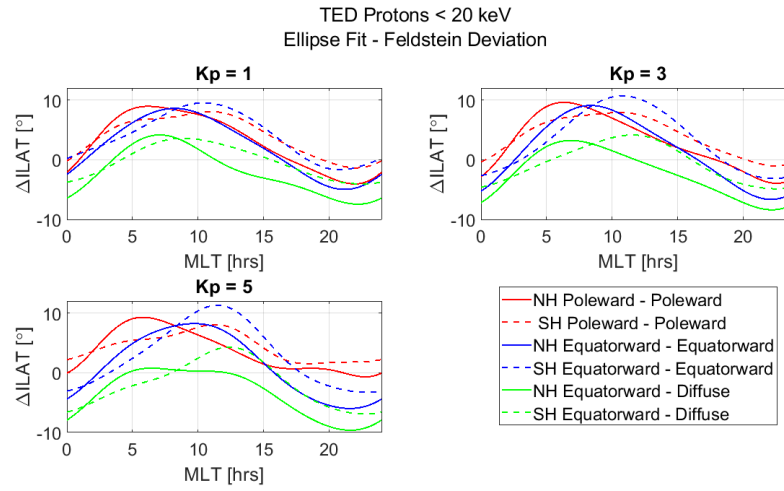 TED Protons < 20 keV
Ellipse Fit - Feldstein Deviation
Kp = 1
10
0
-10
ΔILAT [°]
0 5 10 15 20
MLT [hrs]
Kp = 3
10
0
-10
ΔILAT [°]
0 5 10 15 20
MLT [hrs]
Kp = 5
10
0
-10
ΔILAT [°]
0 5 10 15 20
MLT [hrs]
NH Poleward - Poleward
SH Poleward - Poleward
NH Equatorward - Equatorward
SH Equatorward - Equatorward
NH Equatorward - Diffuse
SH Equatorward - Diffuse